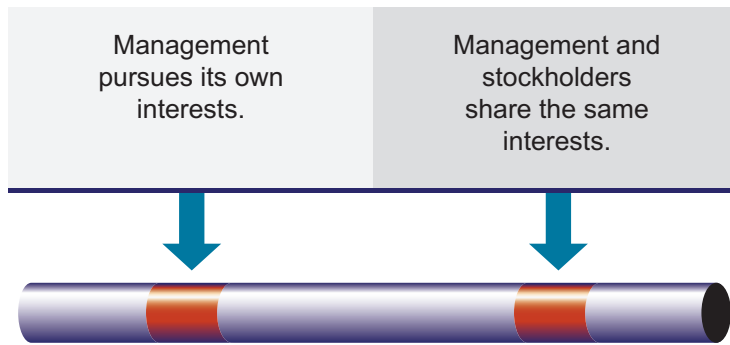 Management
pursues its own
interests.
Management and
stockholders
share the same
interests.